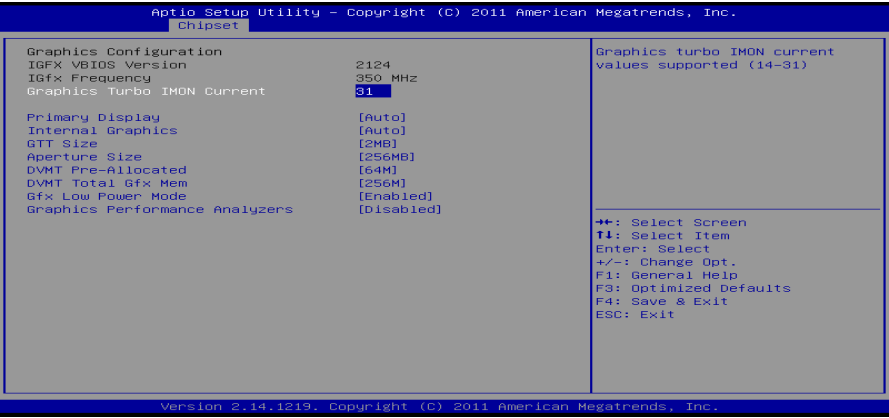 Aptio Setup Utility – Copyright (C) 2011 American Megatrends, Inc.
Chipset
Graphics Configuration
IGFX VBIOS Version 2124
IGfx Frequency 350 MHz
Graphics Turbo IMON Current 31
Primary Display [Auto]
Internal Graphics [Auto]
GTT Size [2MB]
Aperture Size [256MB]
DVMT Pre-Allocated [64M]
DVMT Total Gfx Mem [256M]
Gfx Low Power Mode [Enabled]
Graphics Performance Analyzers [Disabled]
Graphics turbo IMON current
values supported (14-31)
→←: Select Screen
↑↓: Select Item
Enter: Select
+/-: Change Opt.
F1: General Help
F3: Optimized Defaults
F4: Save & Exit
ESC: Exit
Version 2.14.1219. Copyright (C) 2011 American Megatrends, Inc.